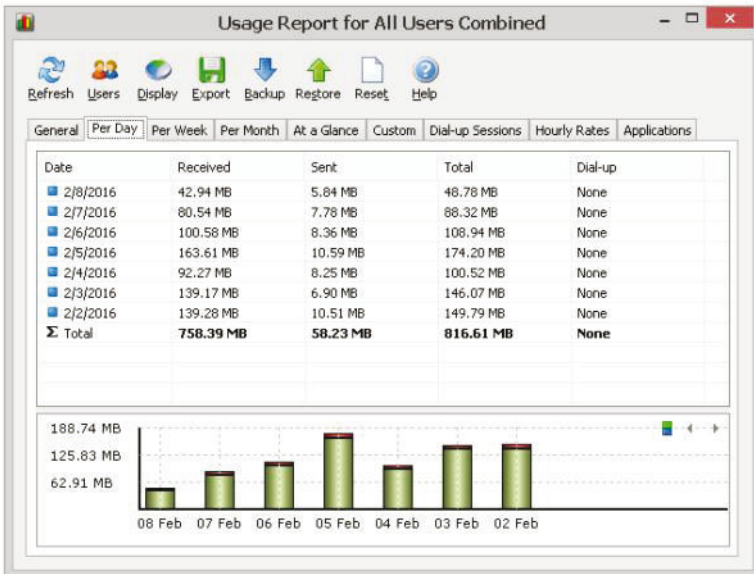 Usage Report for All Users Combined
Refresh Users Display Export Backup Restore Reset Help
General Per Day Per Week Per Month At a Glance Custom Dial-up Sessions Hourly Rates Applications
Date Received Sent Total Dial-up
2/8/2016 42.94 MB 5.84 MB 48.78 MB None
2/7/2016 80.54 MB 7.78 MB 88.32 MB None
2/6/2016 100.58 MB 8.36 MB 108.94 MB None
2/5/2016 163.61 MB 10.59 MB 174.20 MB None
2/4/2016 92.27 MB 8.25 MB 100.52 MB None
2/3/2016 139.17 MB 6.90 MB 146.07 MB None
2/2/2016 139.28 MB 10.51 MB 149.79 MB None
Σ Total 758.39 MB 58.23 MB 816.61 MB None
188.74 MB
125.83 MB
62.91 MB
08 Feb 07 Feb 06 Feb 05 Feb 04 Feb 03 Feb 02 Feb